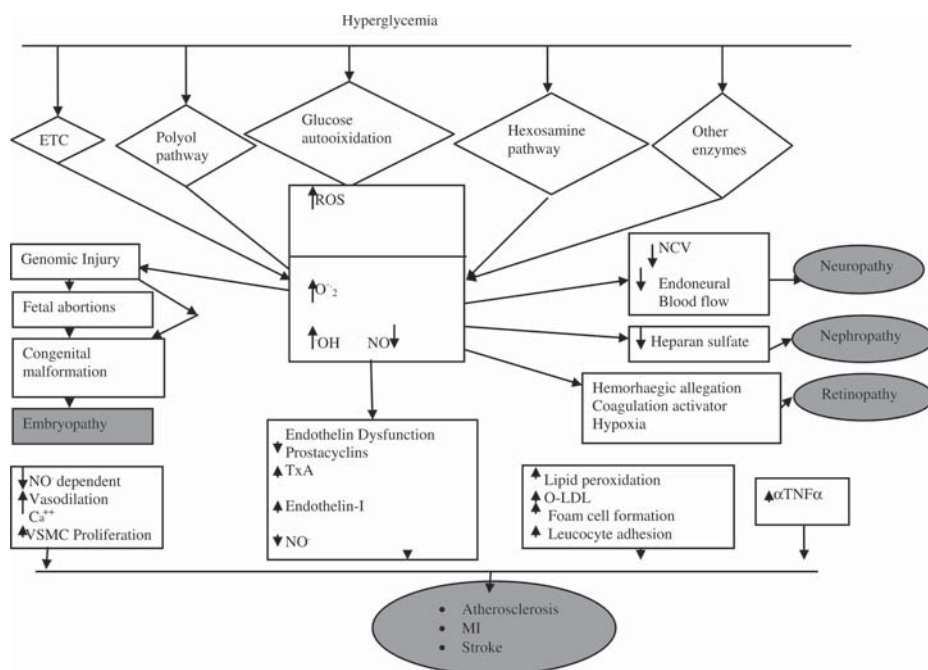 Hyperglycemia
ETC
Polyol
pathway
Glucose
autooixidation
Hexosamine
pathway
Other
enzymes
ROS
O·-2
·OH NO·
Genomic Injury
Fetal abortions
Congenital
malformation
Embryopathy
NCV
Endoneural
Blood flow
Neuropathy
Heparan sulfate
Nephropathy
Hemorhaegic allegation
Coagulation activator
Hypoxia
Retinopathy
NO· dependent
Vasodilation
Ca++
VSMC Proliferation
Endothelin Dysfunction
Prostacyclins
TxA
Endothelin-I
NO·
Lipid peroxidation
O-LDL
Foam cell formation
Leucocyte adhesion
αTNFα
• Atherosclerosis
• MI
• Stroke